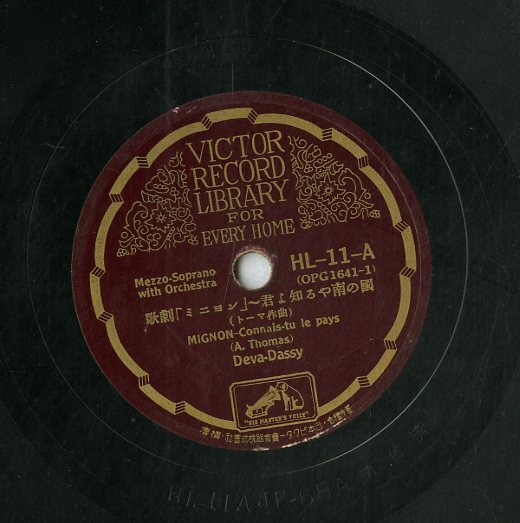 VICTOR
RECORD
LIBRARY
FOR
EVERY HOME
Mezzo-Soprano
with Orchestra
HL-11-A
(OPG1641-1)
國の南や知るよ君~「ンヨニミ」劇歌
(トーマ作曲)
MIGNON-Connais-tu le pays
(A. Thomas)
Deva-Dassy
"HIS MASTER'S VOICE"